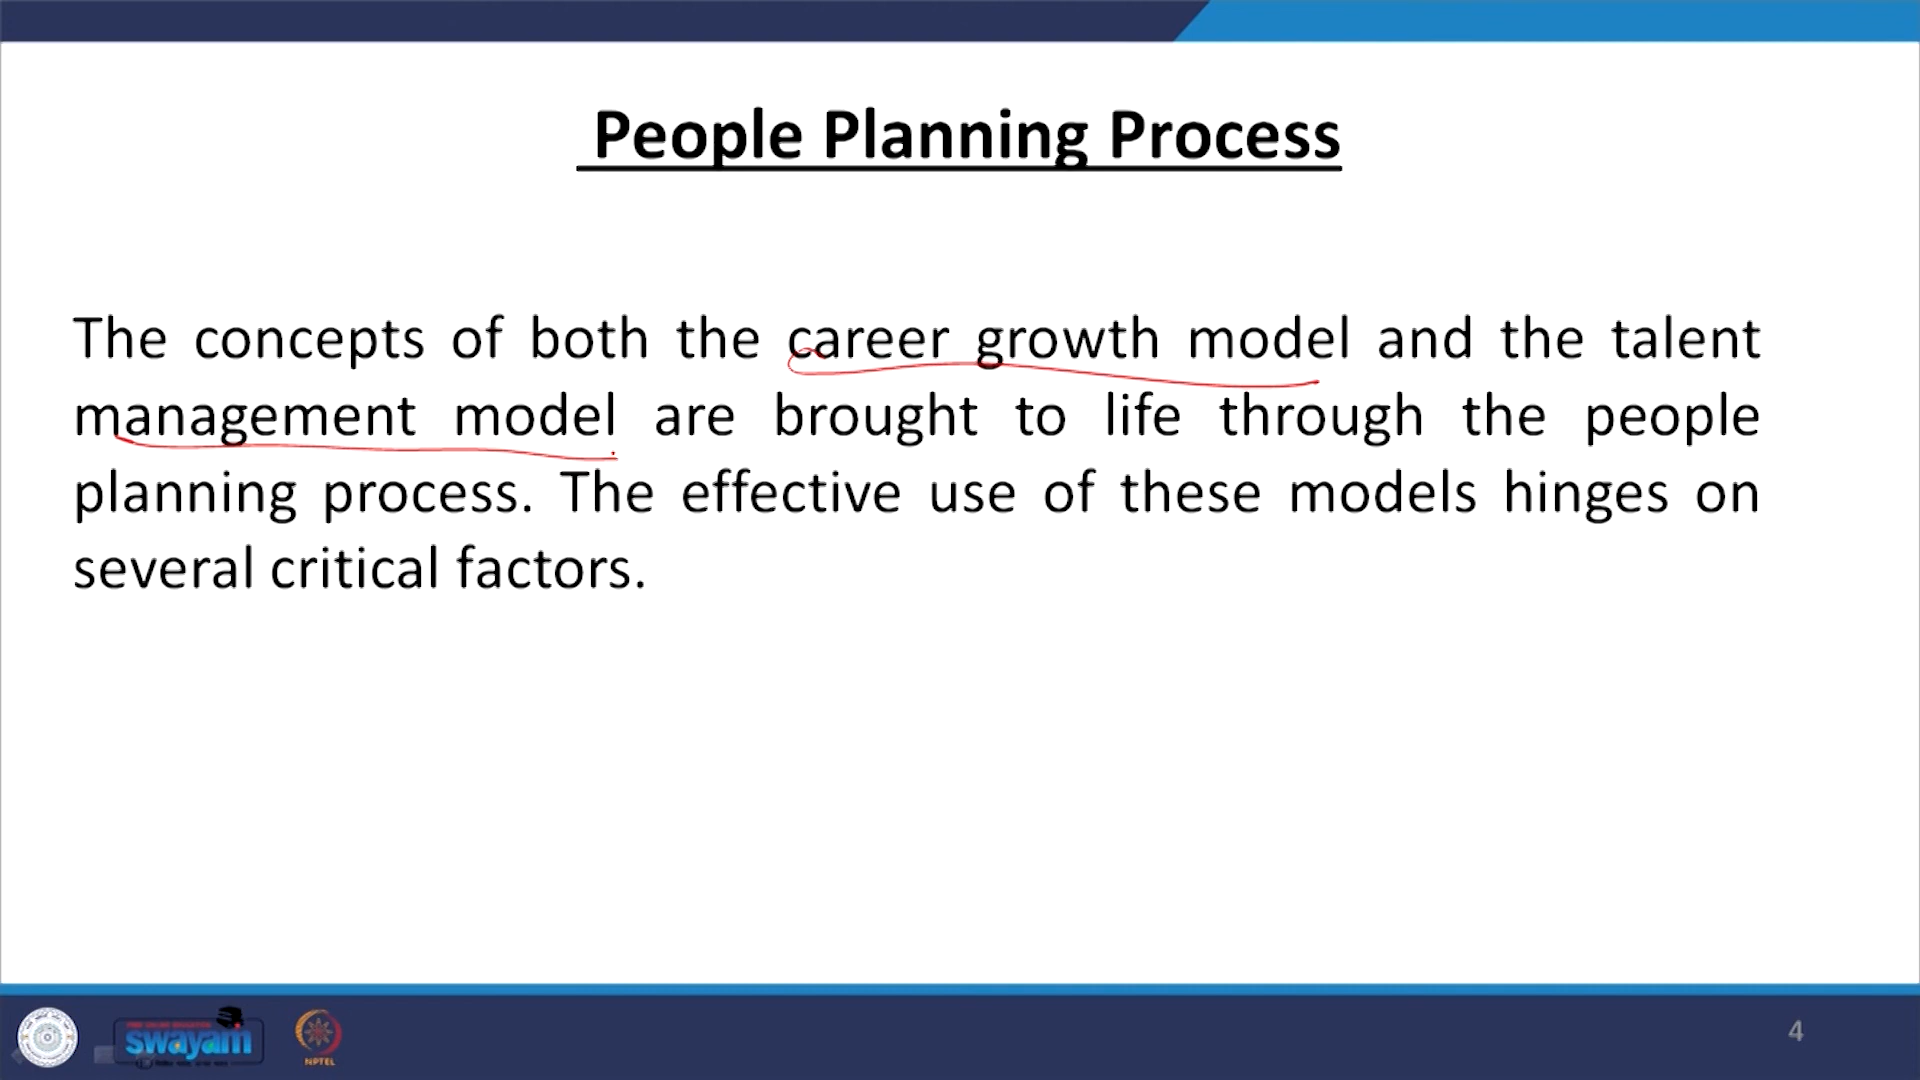 People Planning Process
The concepts of both the career growth model and the talent
management model are brought to life through the people
planning process. The effective use of these models hinges on
several critical factors.
swayam
NPTEL
4